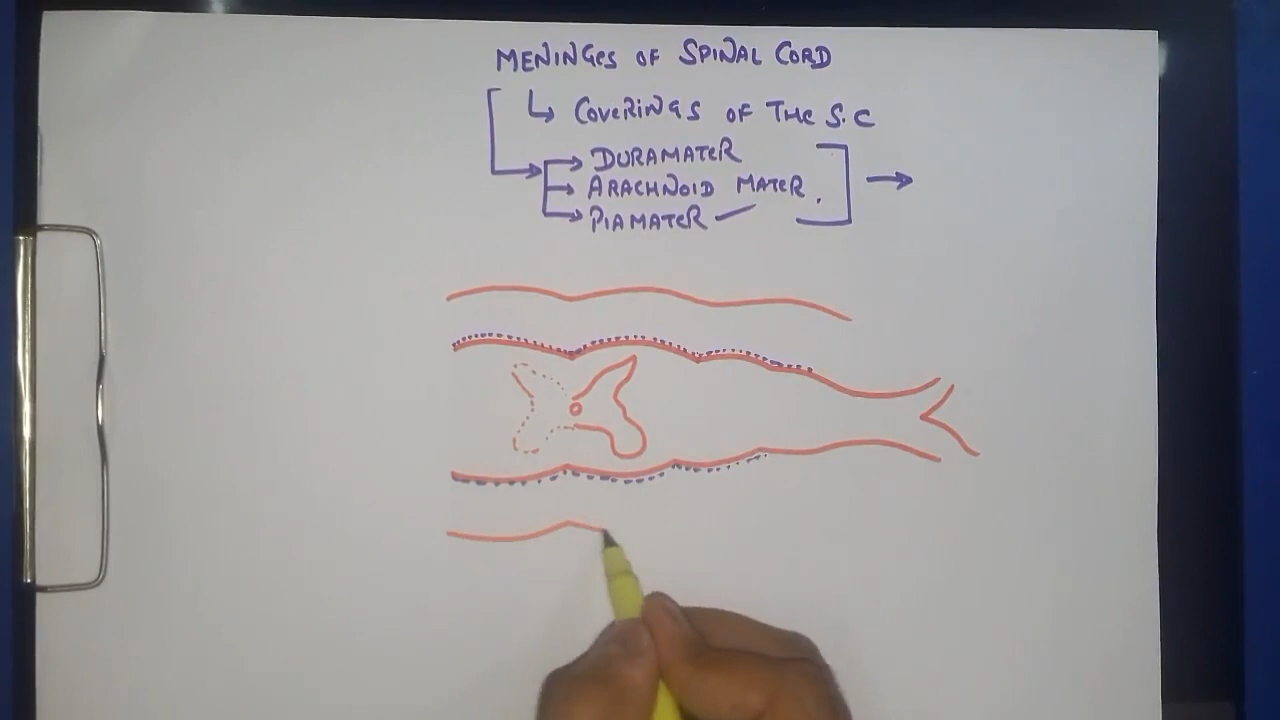 MENINGES OF SPINAL CORD
COVERINGS OF THE S.C
DURAMATER
ARACHNOID MATER.
PIAMATER